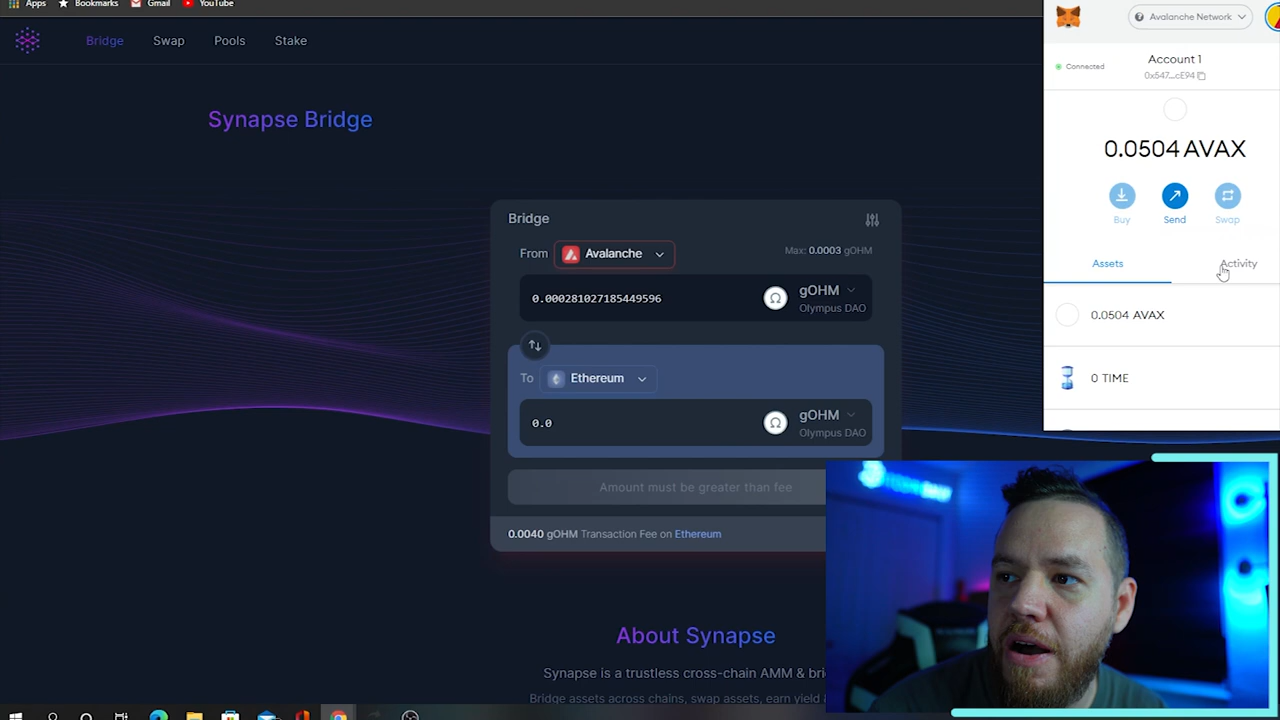 Apps
Bookmarks
Gmail
YouTube
Bridge
Swap
Pools
Stake
Synapse Bridge
Bridge
From
Avalanche
Max: 0.0003 gOHM
0.000281027185449596
gOHM
Olympus DAO
To
Ethereum
0.0
gOHM
Olympus DAO
Amount must be greater than fee
0.0040 gOHM Transaction Fee on Ethereum
About Synapse
Synapse is a trustless cross-chain AMM & bri
Bridge assets across chains, swap assets, earn yield &
Avalanche Network
Connected
Account 1
0x547...cE94
0.0504 AVAX
Buy
Send
Swap
Assets
Activity
0.0504 AVAX
0 TIME